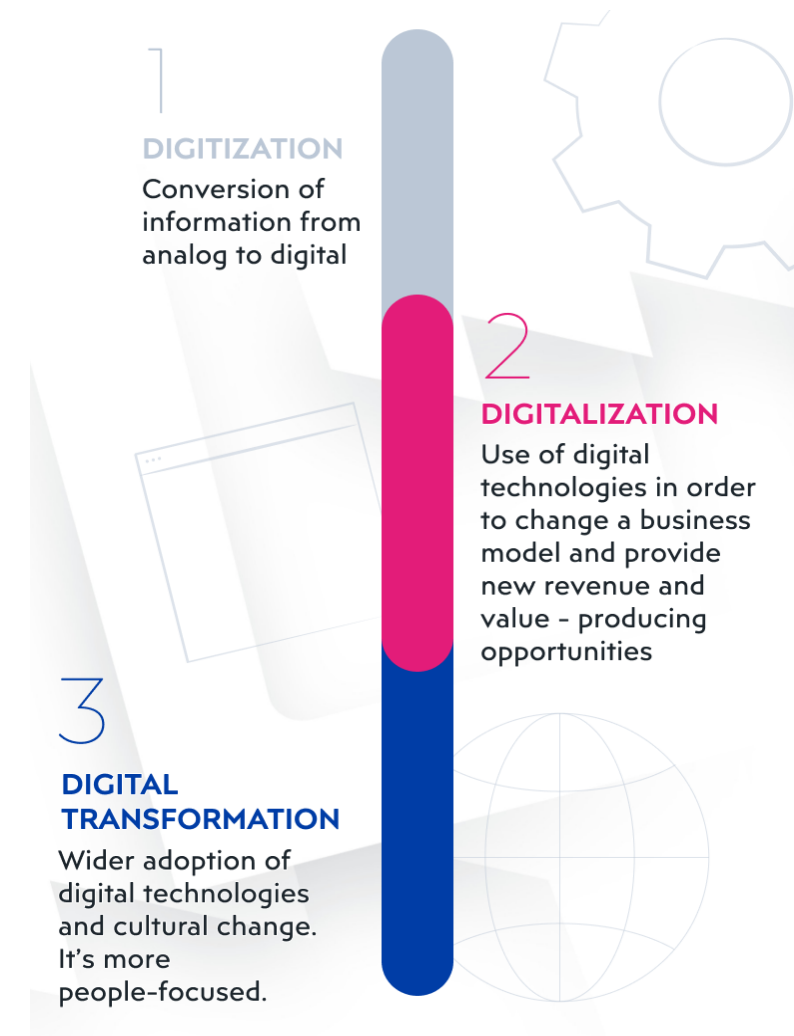 1
DIGITIZATION
Conversion of
information from
analog to digital
2
DIGITALIZATION
Use of digital
technologies in order
to change a business
model and provide
new revenue and
value - producing
opportunities
3
DIGITAL
TRANSFORMATION
Wider adoption of
digital technologies
and cultural change.
It’s more
people-focused.